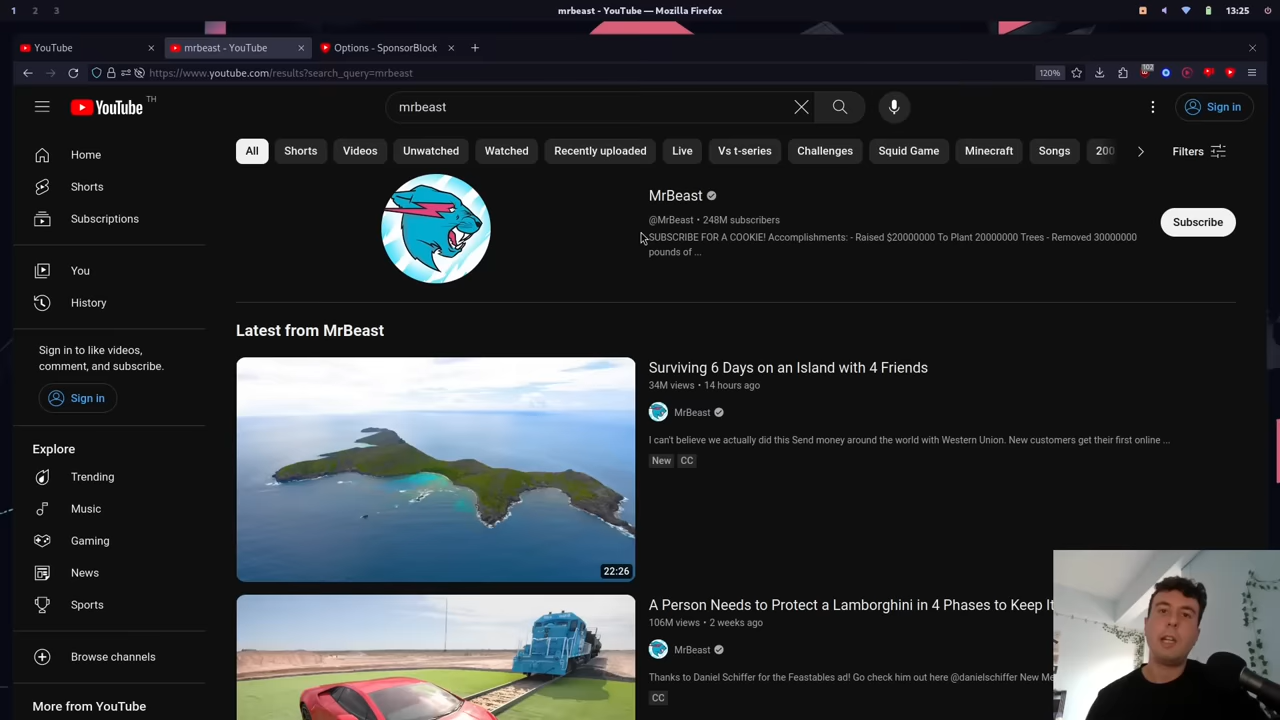 1 2 3
mrbeast - YouTube — Mozilla Firefox
13:25
YouTube
mrbeast - YouTube
Options - SponsorBlock
https://www.youtube.com/results?search_query=mrbeast
120%
102
YouTube TH
mrbeast
Sign in
All
Shorts
Videos
Unwatched
Watched
Recently uploaded
Live
Vs t-series
Challenges
Squid Game
Minecraft
Songs
200
Filters
Home
Shorts
Subscriptions
You
History
Sign in to like videos,
comment, and subscribe.
Sign in
Explore
Trending
Music
Gaming
News
Sports
Browse channels
More from YouTube
MrBeast
@MrBeast • 248M subscribers
SUBSCRIBE FOR A COOKIE! Accomplishments: - Raised $20000000 To Plant 20000000 Trees - Removed 30000000
pounds of ...
Subscribe
Latest from MrBeast
22:26
Surviving 6 Days on an Island with 4 Friends
34M views • 14 hours ago
MrBeast
I can't believe we actually did this Send money around the world with Western Union. New customers get their first online ...
New CC
A Person Needs to Protect a Lamborghini in 4 Phases to Keep It
106M views • 2 weeks ago
MrBeast
Thanks to Daniel Schiffer for the Feastables ad! Go check him out here @danielschiffer New Me
CC